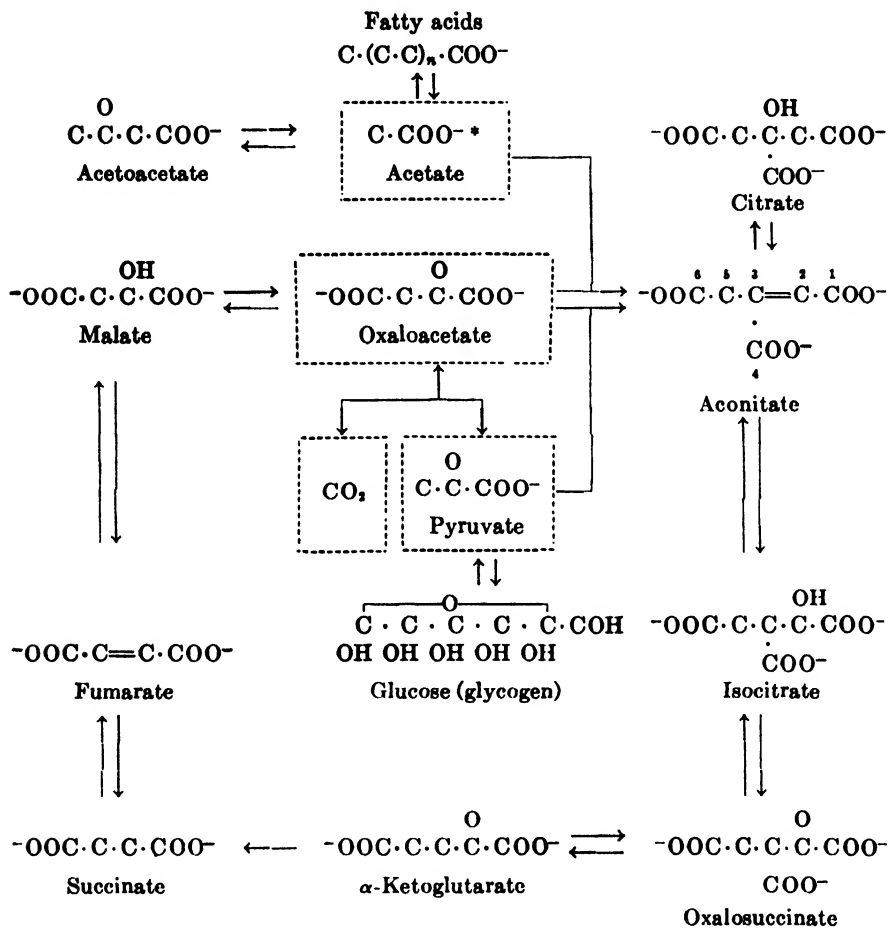 Fatty acids
C·(C·C)ₙ·COO⁻
O
C·C·C·COO⁻
Acetoacetate
C·COO⁻ *
Acetate
OH
⁻OOC·C·C·C·COO⁻
COO⁻
Citrate
OH
⁻OOC·C·C·COO⁻
Malate
O
⁻OOC·C·C·COO⁻
Oxaloacetate
6 5 3 2 1
⁻OOC·C·C=C·COO⁻
COO⁻
4
Aconitate
CO₂
O
C·C·COO⁻
Pyruvate
O
C·C·C·C·C·COH
OH OH OH OH OH
Glucose (glycogen)
⁻OOC·C=C·COO⁻
Fumarate
OH
⁻OOC·C·C·C·COO⁻
COO⁻
Isocitrate
⁻OOC·C·C·COO⁻
Succinate
O
⁻OOC·C·C·C·COO⁻
α-Ketoglutarate
O
⁻OOC·C·C·C·COO⁻
COO⁻
Oxalosuccinate